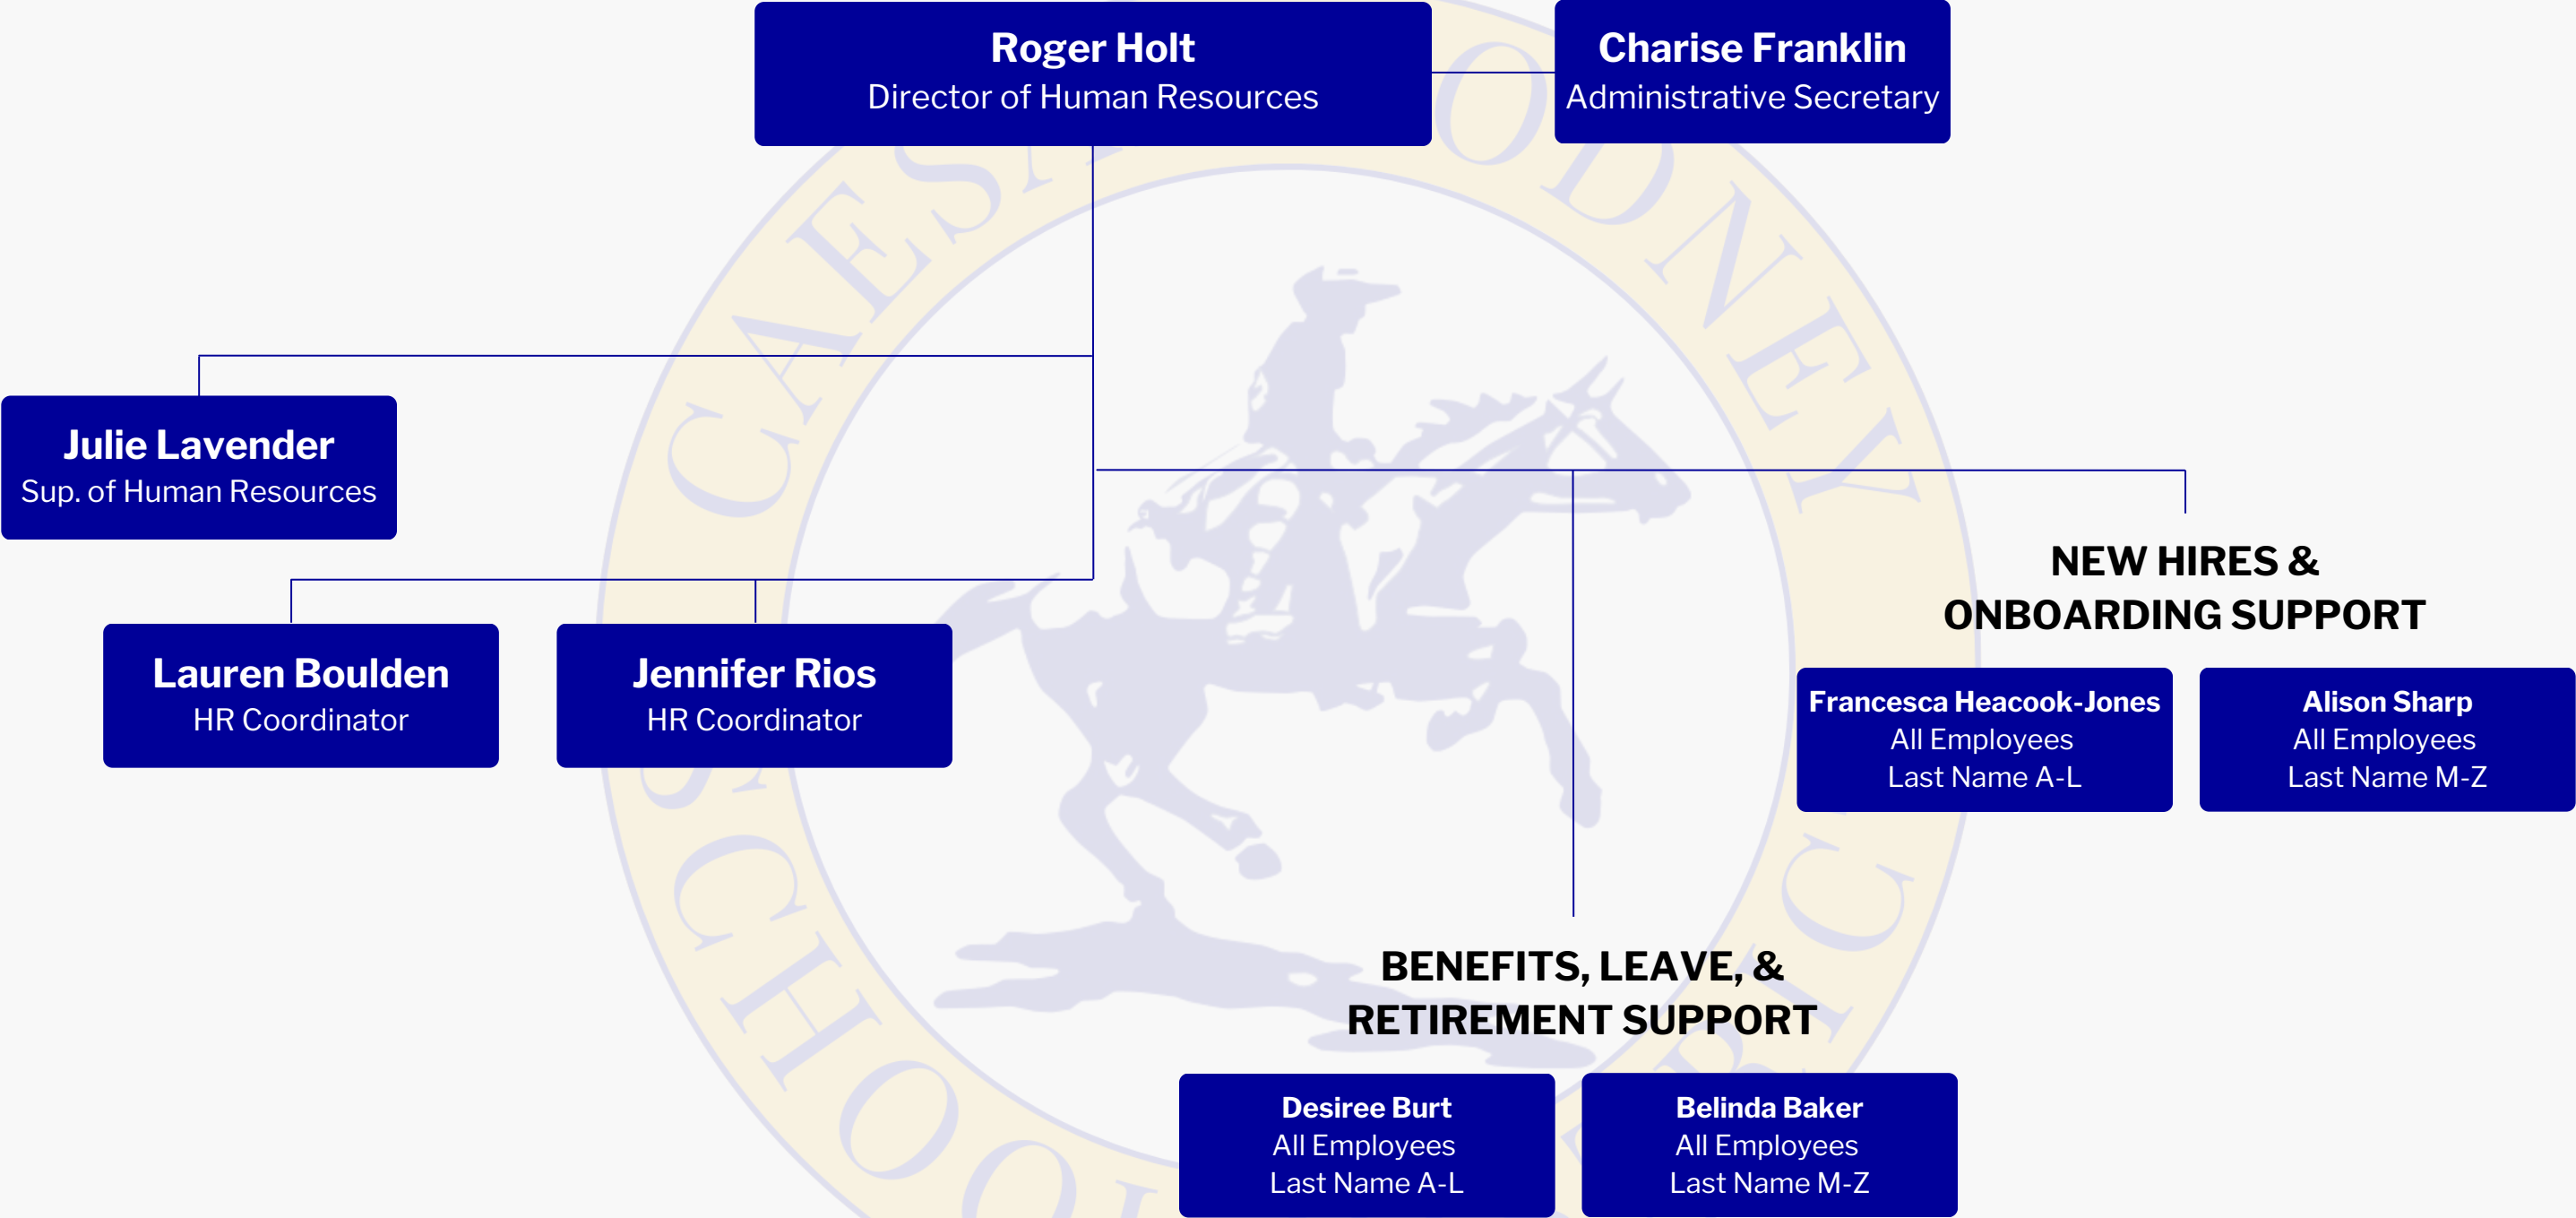 Roger Holt
Director of Human Resources
Charise Franklin
Administrative Secretary
CAESA ODNEY
Julie Lavender
Sup. of Human Resources
Lauren Boulden
HR Coordinator
Jennifer Rios
HR Coordinator
NEW HIRES &
ONBOARDING SUPPORT
Francesca Heacook-Jones
All Employees
Last Name A-L
Alison Sharp
All Employees
Last Name M-Z
BENEFITS, LEAVE, &
RETIREMENT SUPPORT
Desiree Burt
All Employees
Last Name A-L
Belinda Baker
All Employees
Last Name M-Z
SCHOOL